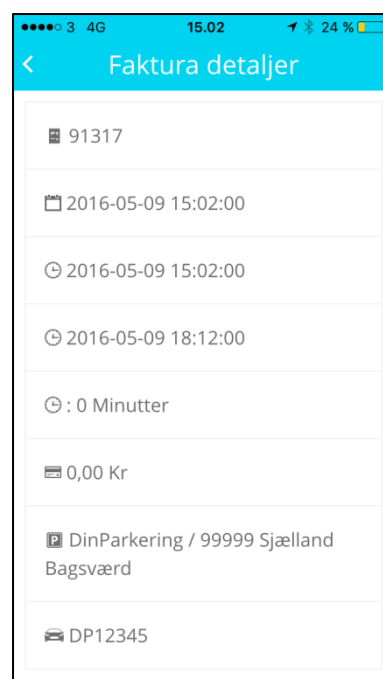 3 4G 15.02 24 %
Faktura detaljer
91317
2016-05-09 15:02:00
2016-05-09 15:02:00
2016-05-09 18:12:00
: 0 Minutter
0,00 Kr
P DinParkering / 99999 Sjælland
Bagsværd
DP12345